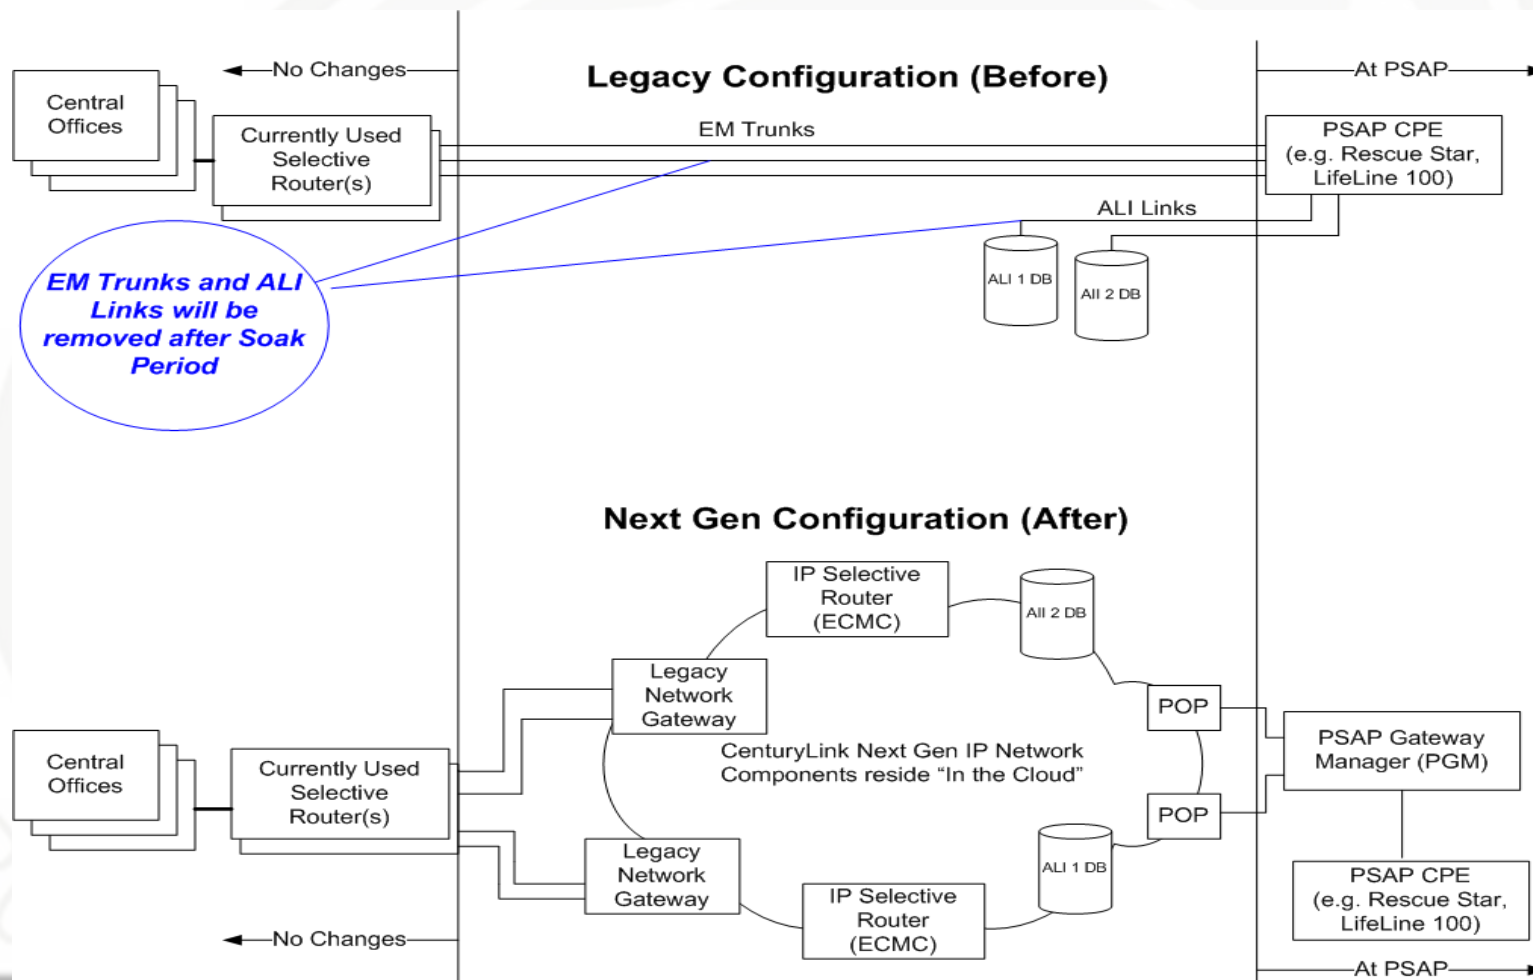 No Changes
Legacy Configuration (Before)
At PSAP
Central
Offices
Currently Used
Selective
Router(s)
EM Trunks
PSAP CPE
(e.g. Rescue Star,
LifeLine 100)
ALI Links
ALI 1 DB
All 2 DB
EM Trunks and ALI
Links will be
removed after Soak
Period
Next Gen Configuration (After)
IP Selective
Router
(ECMC)
All 2 DB
Legacy
Network
Gateway
POP
Central
Offices
Currently Used
Selective
Router(s)
CenturyLink Next Gen IP Network
Components reside “In the Cloud”
PSAP Gateway
Manager (PGM)
POP
Legacy
Network
Gateway
ALI 1 DB
IP Selective
Router
(ECMC)
PSAP CPE
(e.g. Rescue Star,
LifeLine 100)
No Changes
At PSAP